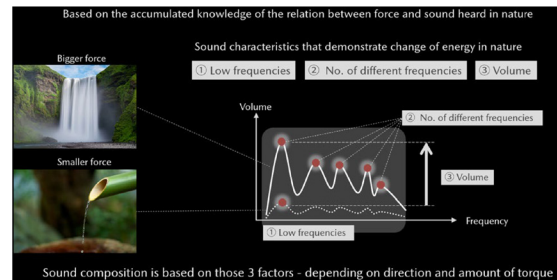 Based on the accumulated knowledge of the relation between force and sound heard in nature
Sound characteristics that demonstrate change of energy in nature
① Low frequencies ② No. of different frequencies ③ Volume
Bigger force
Smaller force
Volume
② No. of different frequencies
③ Volume
Frequency
① Low frequencies
Sound composition is based on those 3 factors - depending on direction and amount of torque